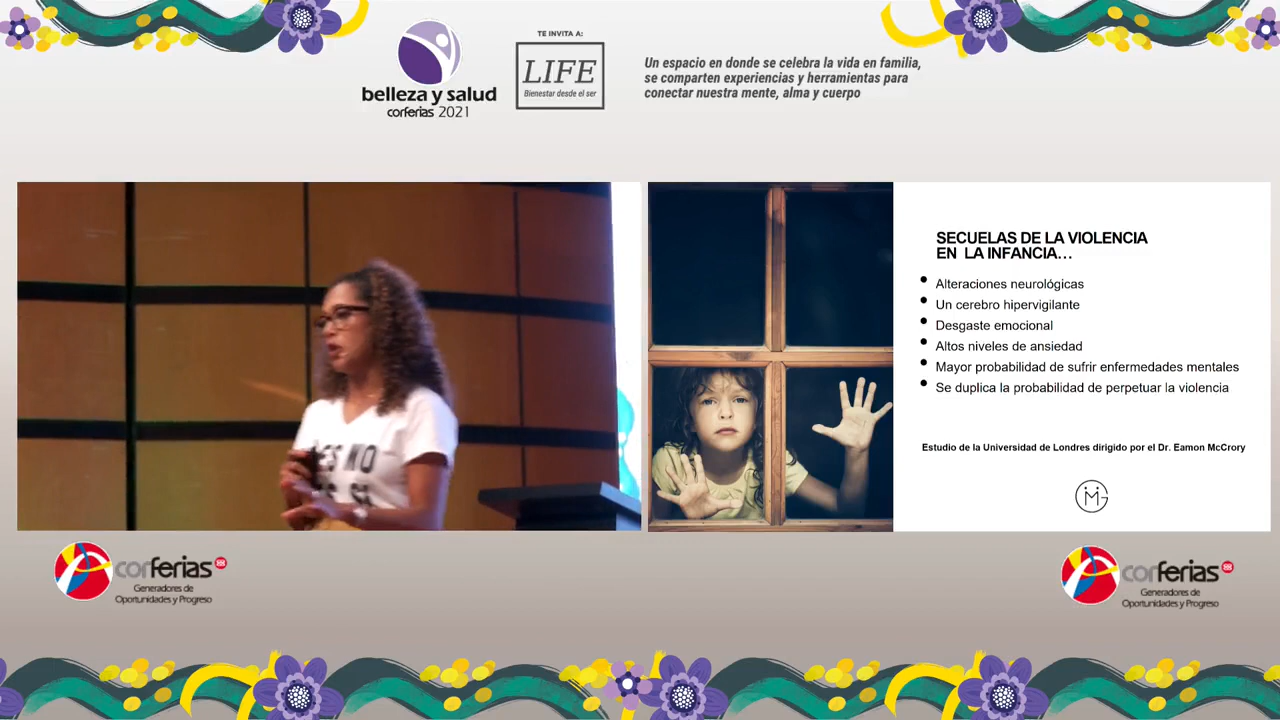 belleza y salud
corferias 2021
TE INVITA A:
LIFE
Bienestar desde el ser
Un espacio en donde se celebra la vida en familia,
se comparten experiencias y herramientas para
conectar nuestra mente, alma y cuerpo
NO
SECUELAS DE LA VIOLENCIA
EN LA INFANCIA...
• Alteraciones neurológicas
• Un cerebro hipervigilante
• Desgaste emocional
• Altos niveles de ansiedad
• Mayor probabilidad de sufrir enfermedades mentales
• Se duplica la probabilidad de perpetuar la violencia
Estudio de la Universidad de Londres dirigido por el Dr. Eamon McCrory
corferias
Generadores de
Oportunidades y Progreso
corferias
Generadores de
Oportunidades y Progreso